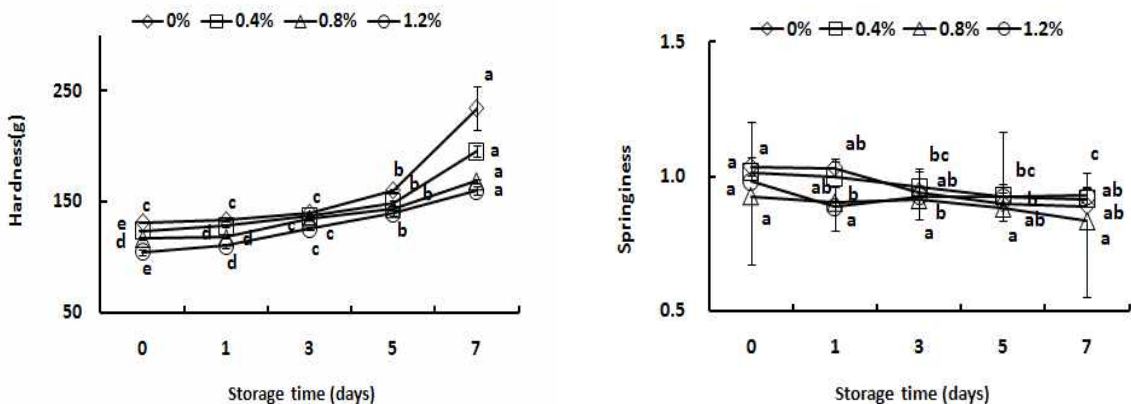 0% 0.4% 0.8% 1.2%
Hardness(g)
250
150
50
a
a
a
a
b
b
b
b
c
c
c
c
c
c
d
d
d
d
e
e
0 1 3 5 7
Storage time (days)
0% 0.4% 0.8% 1.2%
Springiness
1.5
1.0
0.5
a
a
a
a
ab
ab
b
a
bc
ab
b
a
bc
b
ab
a
c
ab
ab
a
0 1 3 5 7
Storage time (days)